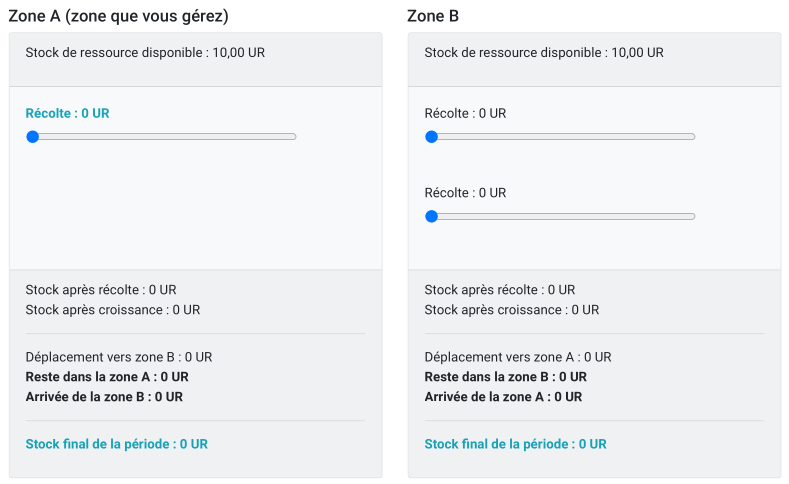 Zone A (zone que vous gérez)
Stock de ressource disponible : 10,00 UR
Récolte : 0 UR
Stock après récolte : 0 UR
Stock après croissance : 0 UR
Déplacement vers zone B : 0 UR
Reste dans la zone A : 0 UR
Arrivée de la zone B : 0 UR
Stock final de la période : 0 UR
Zone B
Stock de ressource disponible : 10,00 UR
Récolte : 0 UR
Récolte : 0 UR
Stock après récolte : 0 UR
Stock après croissance : 0 UR
Déplacement vers zone A : 0 UR
Reste dans la zone B : 0 UR
Arrivée de la zone A : 0 UR
Stock final de la période : 0 UR